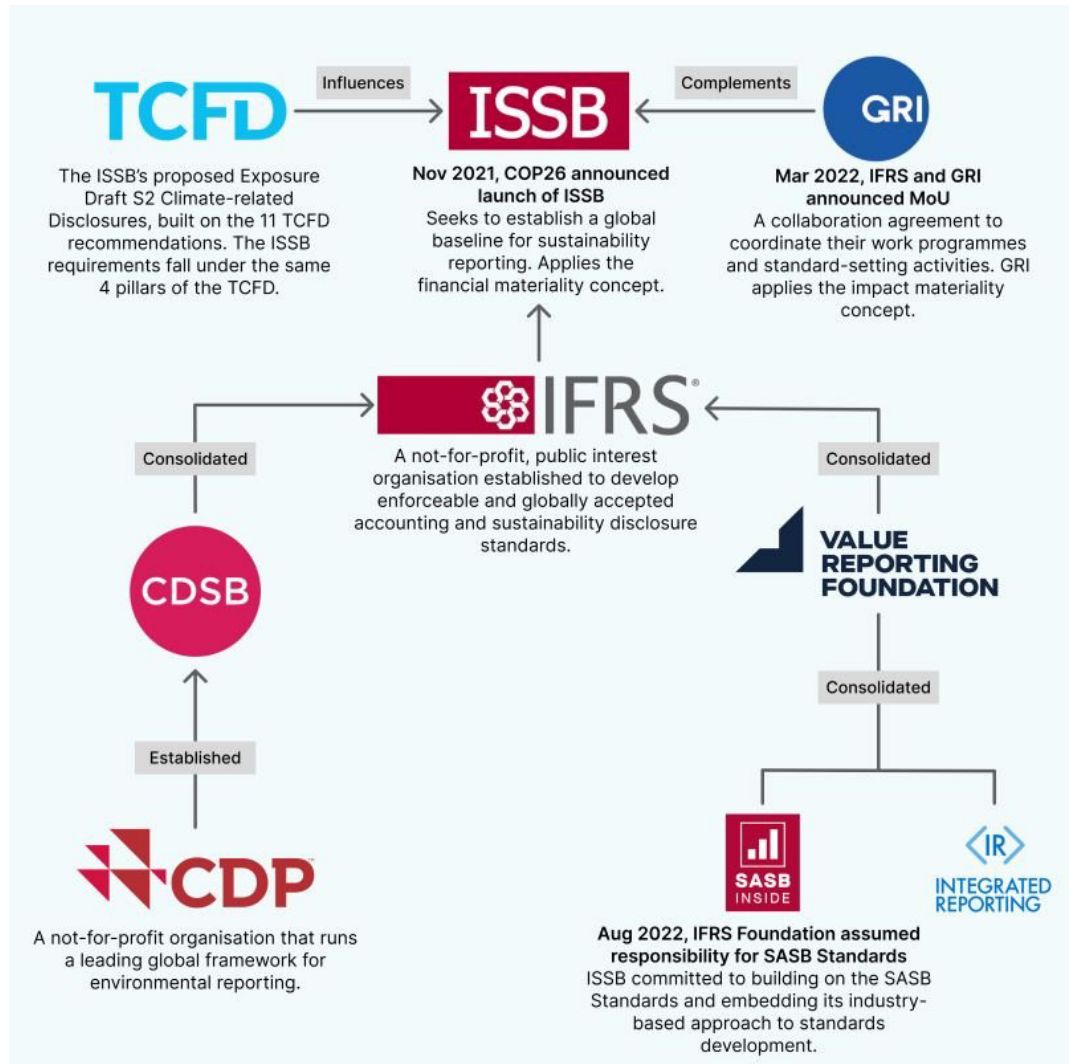 TCFD
Influences
ISSB
Complements
GRI
The ISSB's proposed Exposure
Draft S2 Climate-related
Disclosures, built on the 11 TCFD
recommendations. The ISSB
requirements fall under the same
4 pillars of the TCFD.
Nov 2021, COP26 announced
launch of ISSB
Seeks to establish a global
baseline for sustainability
reporting. Applies the
financial materiality concept.
Mar 2022, IFRS and GRI
announced MoU
A collaboration agreement to
coordinate their work programmes
and standard-setting activities. GRI
applies the impact materiality
concept.
IFRS®
A not-for-profit, public interest
organisation established to develop
enforceable and globally accepted
accounting and sustainability disclosure
standards.
Consolidated
Consolidated
CDSB
VALUE
REPORTING
FOUNDATION
Established
Consolidated
CDP™
A not-for-profit organisation that runs
a leading global framework for
environmental reporting.
SASB
INSIDE
<IR>
INTEGRATED
REPORTING
Aug 2022, IFRS Foundation assumed
responsibility for SASB Standards
ISSB committed to building on the SASB
Standards and embedding its industry-
based approach to standards
development.